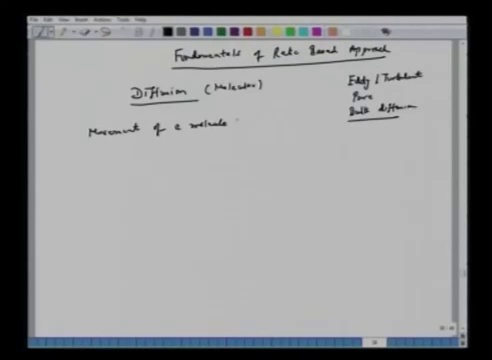 Fundamentals of Rate Based Approach
Diffusion (Molecular)
Eddy / Turbulent
Pore
Bulk diffusion
Movement of a molecule